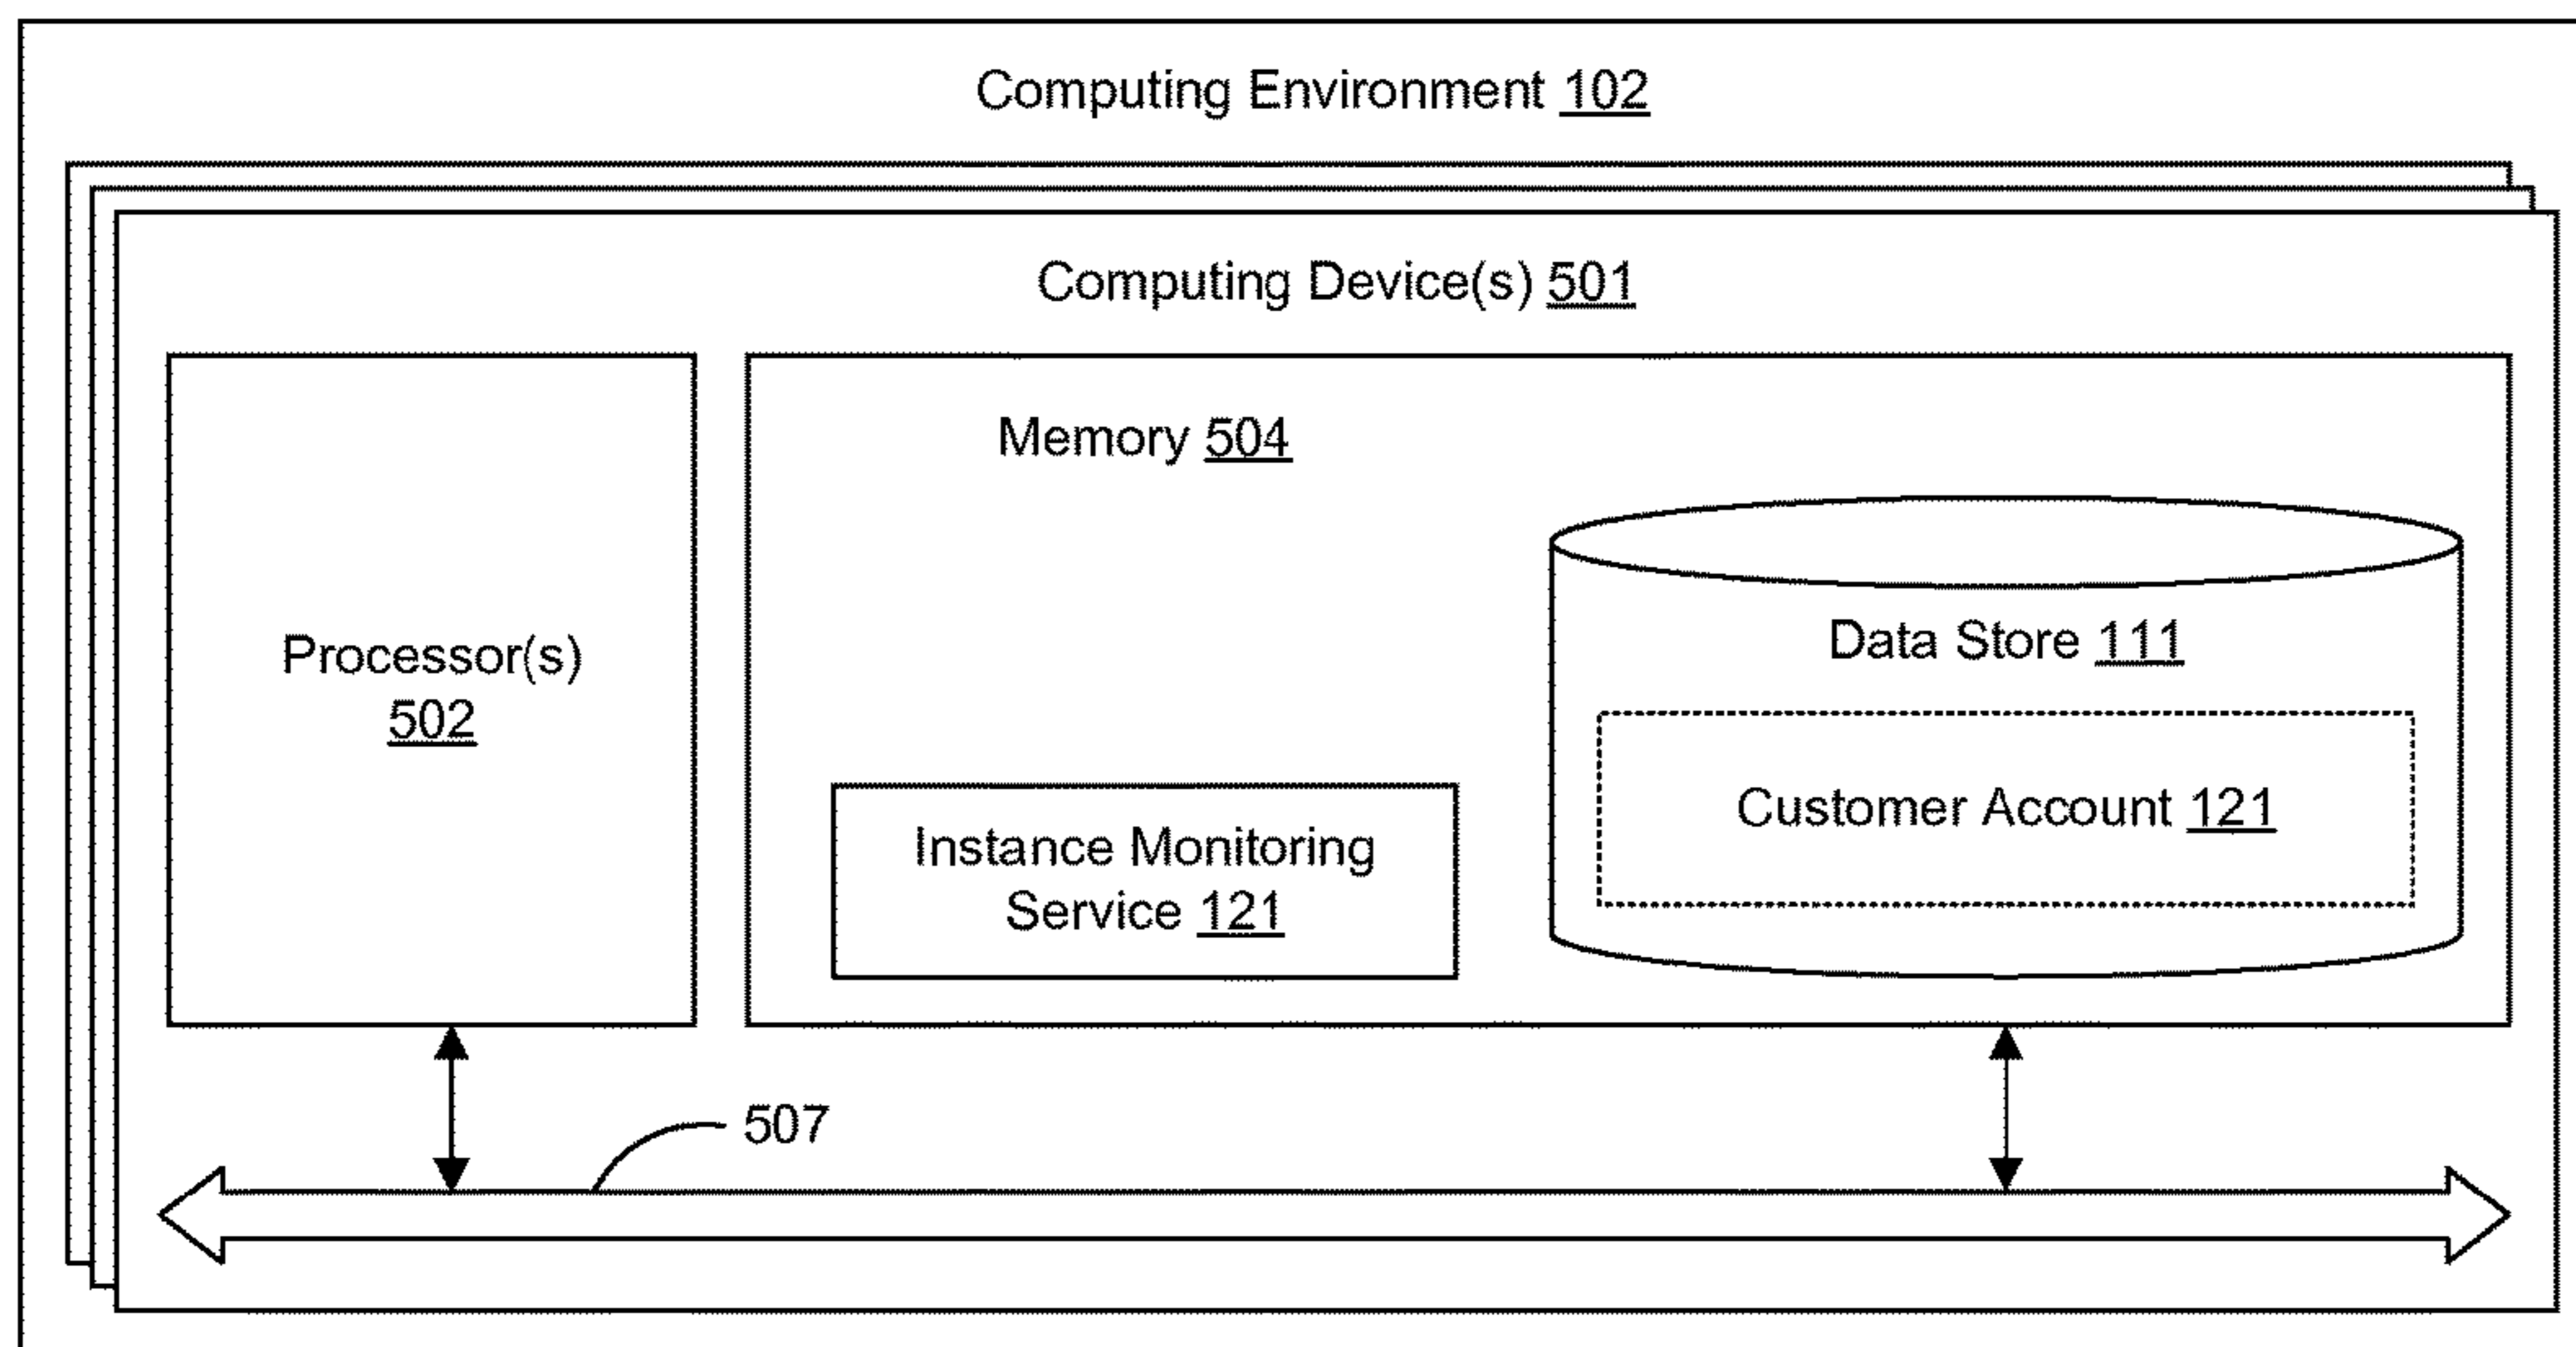 Computing Environment 102
Computing Device(s) 501
Memory 504
Processor(s)
502
Data Store 111
Customer Account 121
Instance Monitoring
Service 121
507